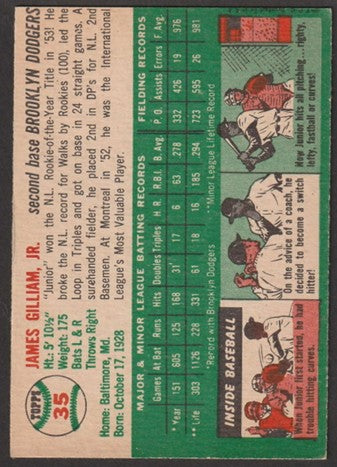 TOPPS
35
JAMES GILLIAM, JR.
second base BROOKLYN DODGERS
Ht.: 5' 10½"
Weight: 175
Bats L & R
Throws Right
Home: Baltimore, Md.
Born: October 17, 1928
"Junior" won the N.L. Rookie-of-the-Year Title in '53! He
broke the N.L. record for Walks by Rookies (100), led the
Loop in Triples and got on base in 24 straight games. A
surehanded fielder, he placed 2nd in DP's for N.L. 2nd
Basemen. At Montreal in '52, he was the International
League's Most Valuable Player.
MAJOR & MINOR LEAGUE BATTING RECORDS FIELDING RECORDS
Games At Bat Runs Hits Doubles Triples H. R. R.B.I. B. Avg. P. O. Assists Errors F. Avg.
*Year 151 605 125 168 31 17 6 63 .278 332 426 19 .976
**Life 303 1128 331 .294 723 595 26 .981
*Record with Brooklyn Dodgers **Minor League Lifetime Record
INSIDE BASEBALL
When Junior first started, he had
trouble hitting curves.
On the advice of a coach he
switched to become a switch
hitter!
Now Junior hits all pitching...righty,
lefty, fastball or curves!